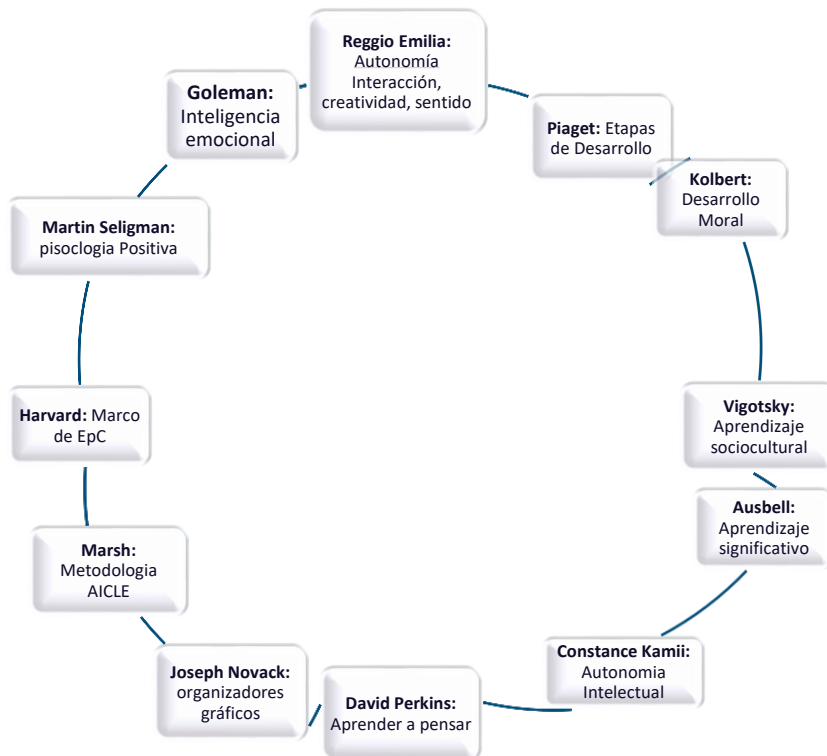 Reggio Emilia:
Autonomía
Interacción,
creatividad, sentido
Piaget: Etapas
de Desarrollo
Kolbert:
Desarrollo
Moral
Vigotsky:
Aprendizaje
sociocultural
Ausbell:
Aprendizaje
significativo
Constance Kamii:
Autonomia
Intelectual
David Perkins:
Aprender a pensar
Joseph Novack:
organizadores
gráficos
Marsh:
Metodologia
AICLE
Harvard: Marco
de EpC
Martin Seligman:
pisoclogia Positiva
Goleman:
Inteligencia
emocional